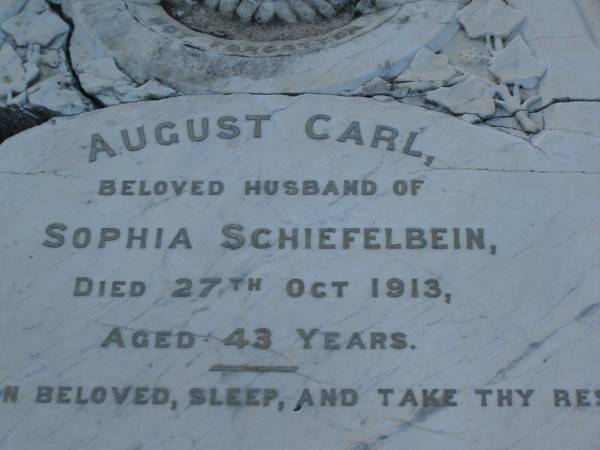 AUGUST CARL,
BELOVED HUSBAND OF
SOPHIA SCHIEFELBEIN,
DIED 27TH OCT 1913,
AGED 43 YEARS.
BELOVED, SLEEP, AND TAKE THY